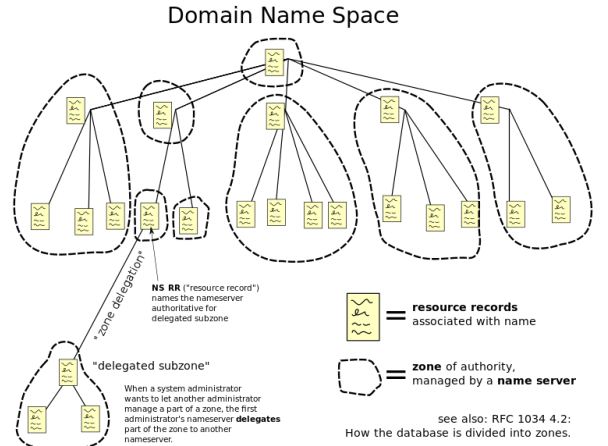 Domain Name Space
"zone delegation"
NS RR ("resource record")
names the nameserver
authoritative for
delegated subzone
"delegated subzone"
When a system administrator
wants to let another administrator
manage a part of a zone, the first
administrator's nameserver delegates
part of the zone to another
nameserver.
= resource records
associated with name
= zone of authority,
managed by a name server
see also: RFC 1034 4.2:
How the database is divided into zones.